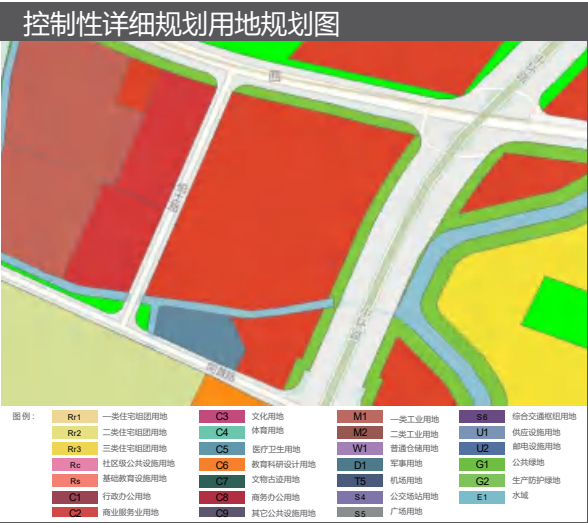 控制性详细规划用地规划图
图例：
Rr1 一类住宅组团用地
Rr2 二类住宅组团用地
Rr3 三类住宅组团用地
Rc 社区级公共设施用地
Rs 基础教育设施用地
C1 行政办公用地
C2 商业服务业用地
C3 文化用地
C4 体育用地
C5 医疗卫生用地
C6 教育科研设计用地
C7 文物古迹用地
C8 商务办公用地
C9 其它公共设施用地
M1 一类工业用地
M2 二类工业用地
W1 普通仓储用地
D1 军事用地
T5 机场用地
S4 公交场站用地
S5 广场用地
S6 综合交通枢纽用地
U1 供应设施用地
U2 邮电设施用地
G1 公共绿地
G2 生产防护绿地
E1 水域